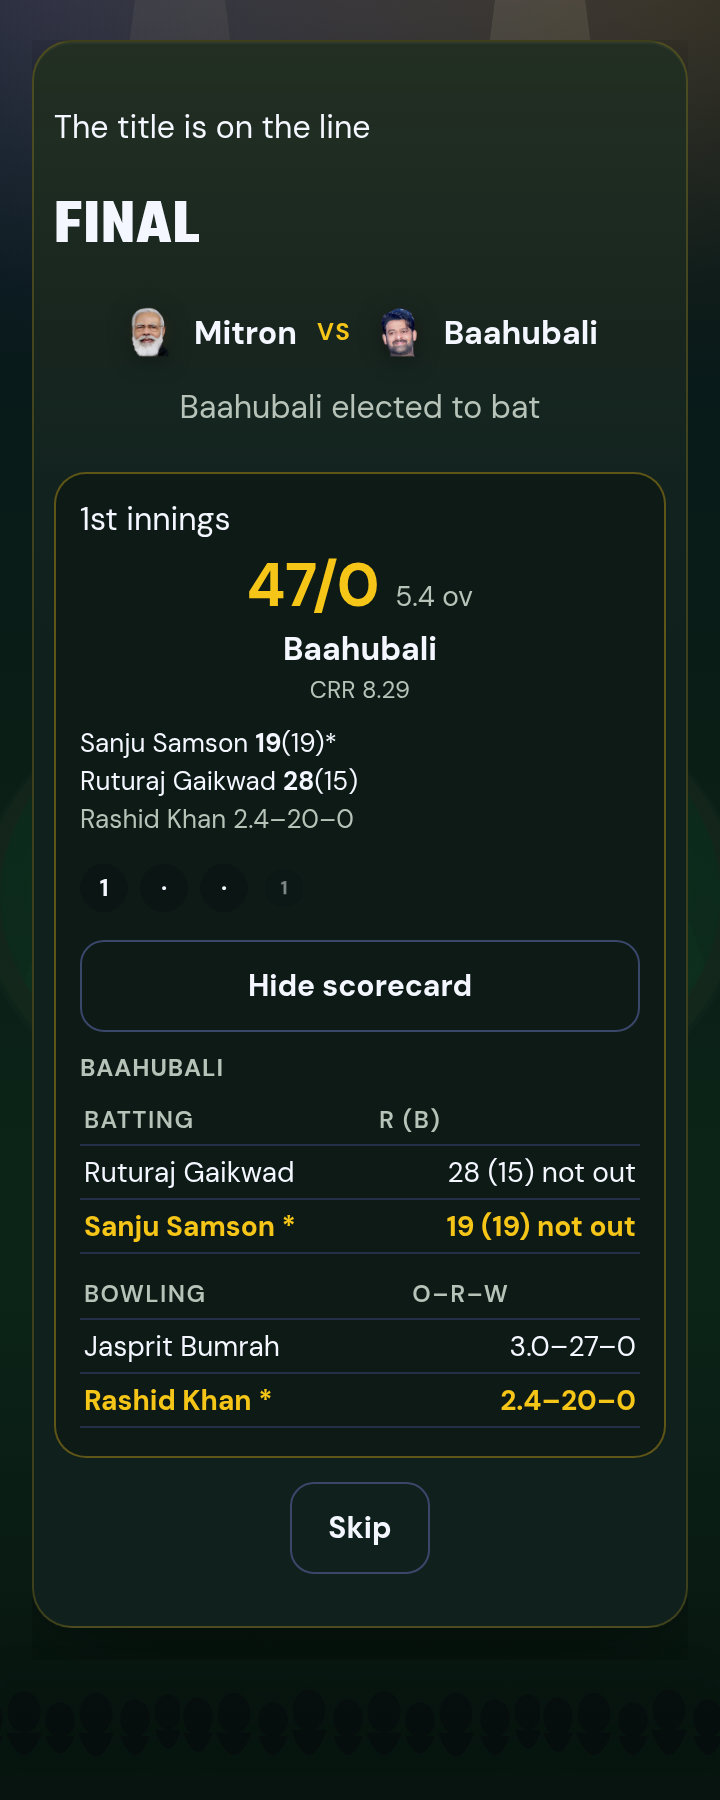 The title is on the line
FINAL
Mitron VS Baahubali
Baahubali elected to bat
1st innings
47/0 5.4 ov
Baahubali
CRR 8.29
Sanju Samson 19(19)*
Ruturaj Gaikwad 28(15)
Rashid Khan 2.4–20–0
1 · · 1
Hide scorecard
BAAHUBALI
BATTING R (B)
Ruturaj Gaikwad 28 (15) not out
Sanju Samson * 19 (19) not out
BOWLING O–R–W
Jasprit Bumrah 3.0–27–0
Rashid Khan * 2.4–20–0
Skip